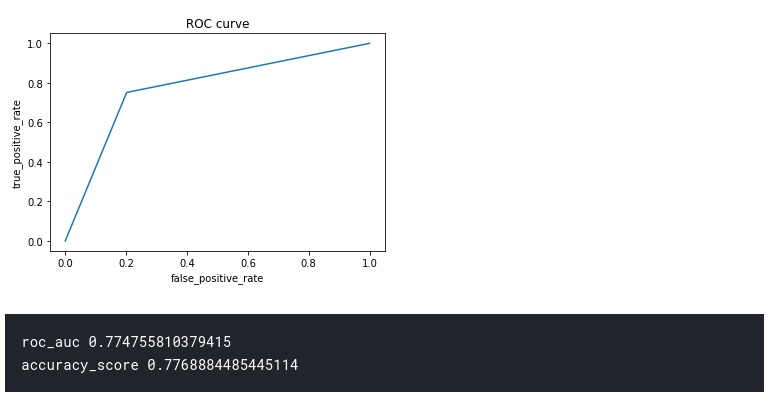 ROC curve
1.0
0.8
0.6
0.4
0.2
0.0
true_positive_rate
0.0 0.2 0.4 0.6 0.8 1.0
false_positive_rate
roc_auc 0.774755810379415
accuracy_score 0.7768884485445114